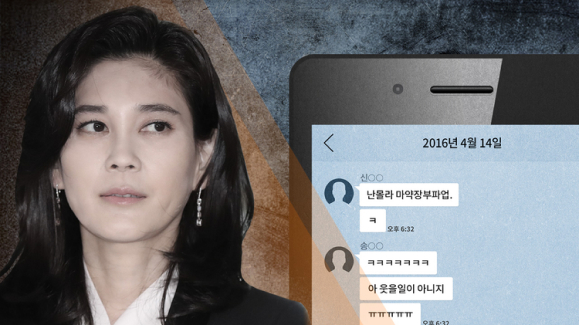 2016년 4월 14일
신○○
난몰라 마약장부파업.
ㅋ
오후 6:32
송○○
ㅋㅋㅋㅋㅋㅋㅋ
아 웃을일이 아니지
ㅠㅠㅠㅠㅠ
오후 6:32